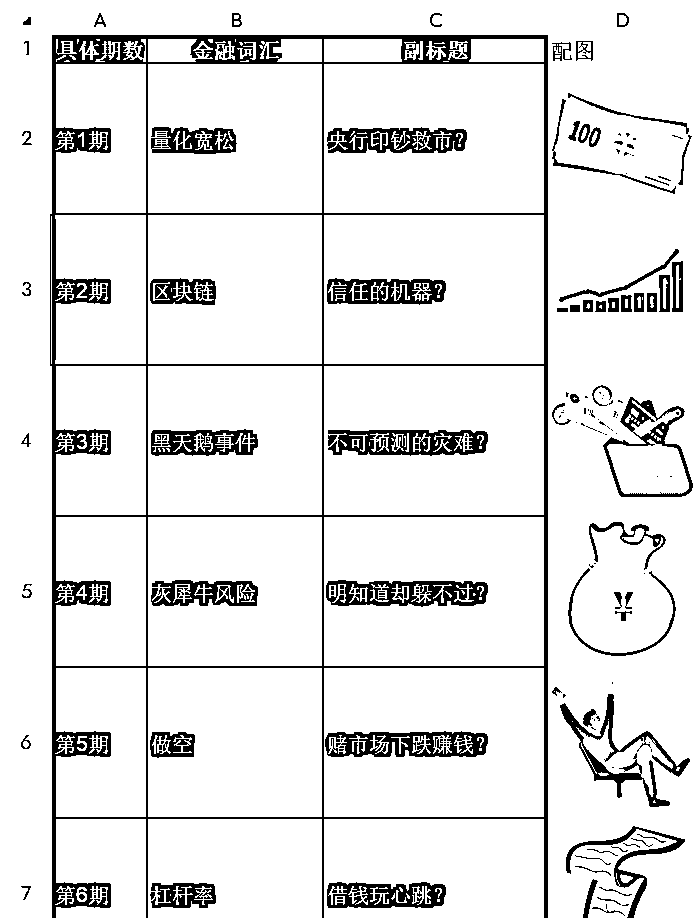 A B C D
1 具体期数 金融词汇 副标题 配图
2 第1期 量化宽松 央行印钞救市? 100
3 第2期 区块链 信任的机器?
4 第3期 黑天鹅事件 不可预测的灾难?
5 第4期 灰犀牛风险 明知道却躲不过? ¥
6 第5期 做空 赌市场下跌赚钱?
7 第6期 杠杆率 借钱玩心跳?